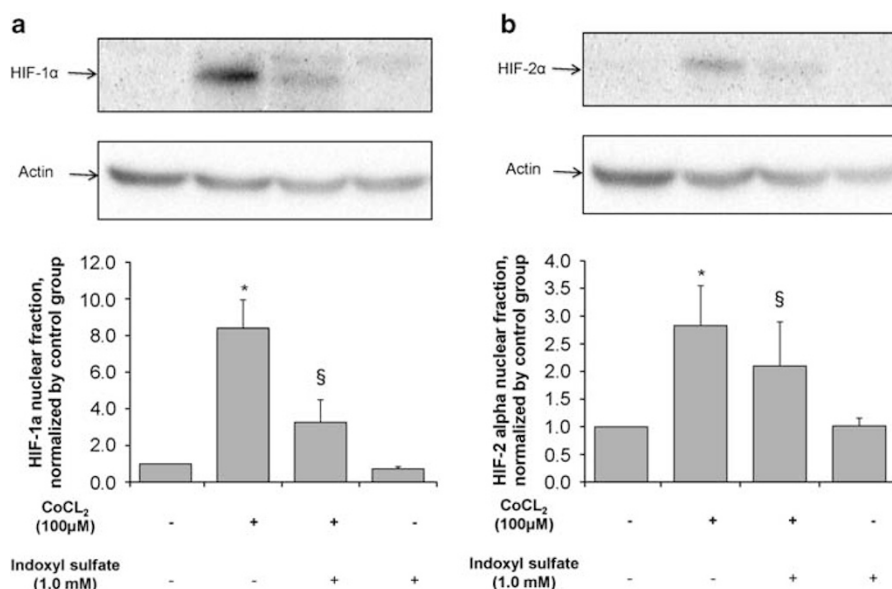 a
HIF-1α
Actin
HIF-1a nuclear fraction,
normalized by control group
12.0
10.0
8.0
6.0
4.0
2.0
0.0
*
§
CoCL2
(100µM)
- + + -
Indoxyl sulfate
(1.0 mM)
- - + +
b
HIF-2α
Actin
HIF-2 alpha nuclear fraction,
normalized by control group
4.0
3.5
3.0
2.5
2.0
1.5
1.0
0.5
0.0
*
§
CoCL2
(100µM)
- + + -
Indoxyl sulfate
(1.0 mM)
- - + +